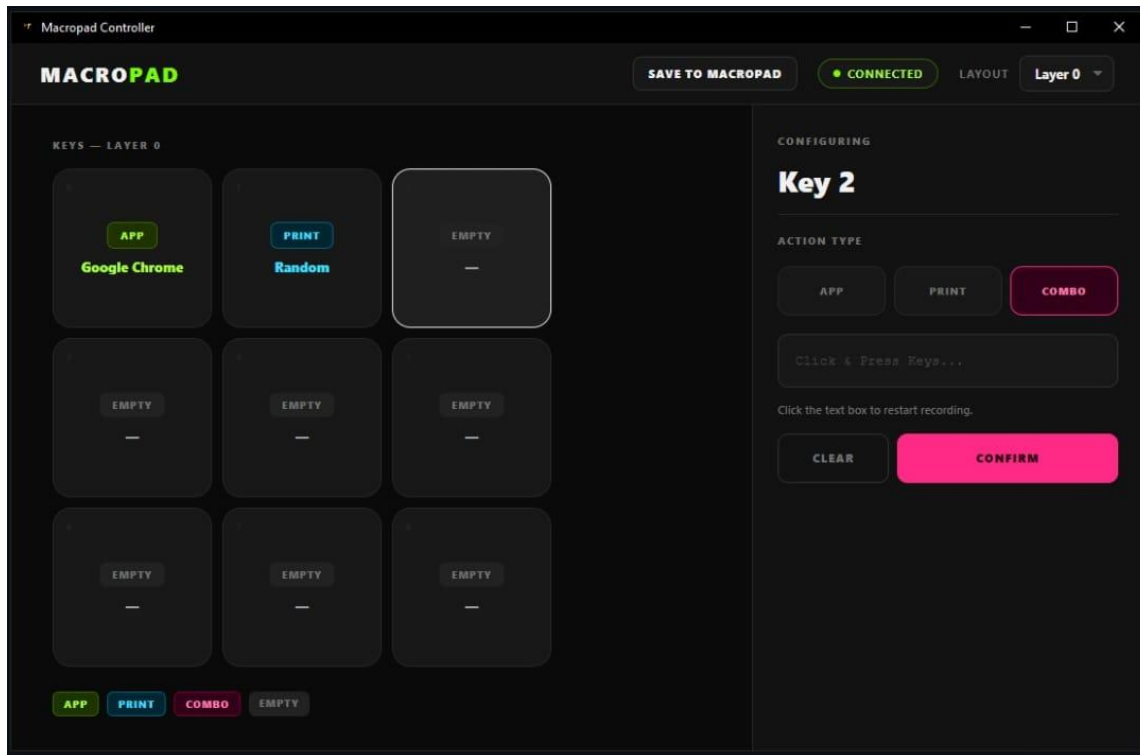 Macropad Controller
MACROPAD
SAVE TO MACROPAD
CONNECTED
LAYOUT
Layer 0
KEYS — LAYER 0
APP
Google Chrome
PRINT
Random
EMPTY
—
EMPTY
—
EMPTY
—
EMPTY
—
EMPTY
—
EMPTY
—
EMPTY
—
APP
PRINT
COMBO
EMPTY
CONFIGURING
Key 2
ACTION TYPE
APP
PRINT
COMBO
Click & Press Keys...
Click the text box to restart recording.
CLEAR
CONFIRM